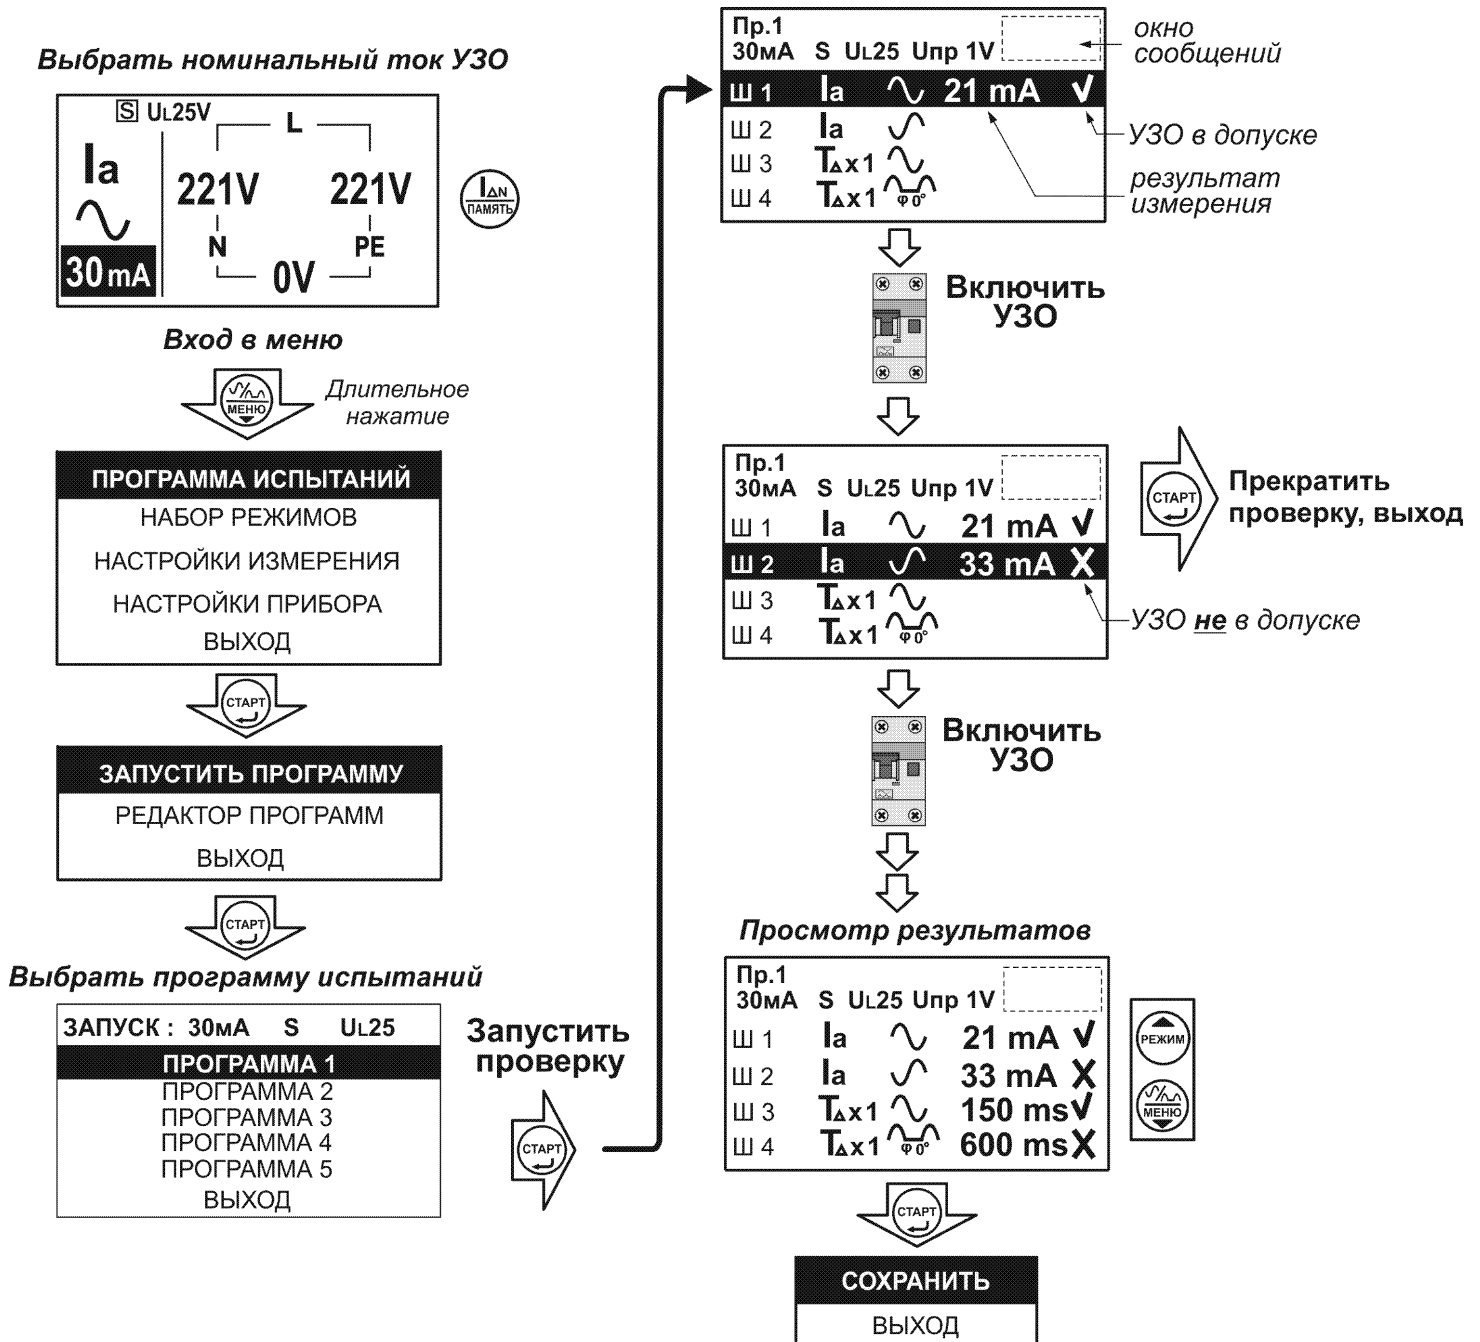 Выбрать номинальный ток УЗО
S UL25V
Ia
L
221V
221V
N
PE
30 mA
0V
IΔN
ПАМЯТЬ
Вход в меню
МЕНЮ
Длительное
нажатие
ПРОГРАММА ИСПЫТАНИЙ
НАБОР РЕЖИМОВ
НАСТРОЙКИ ИЗМЕРЕНИЯ
НАСТРОЙКИ ПРИБОРА
ВЫХОД
СТАРТ
ЗАПУСТИТЬ ПРОГРАММУ
РЕДАКТОР ПРОГРАММ
ВЫХОД
СТАРТ
Выбрать программу испытаний
ЗАПУСК : 30мА S UL25
ПРОГРАММА 1
ПРОГРАММА 2
ПРОГРАММА 3
ПРОГРАММА 4
ПРОГРАММА 5
ВЫХОД
Запустить
проверку
СТАРТ
Пр.1
30мА S UL25 Uпр 1V
окно
сообщений
Ш 1 Ia 21 mA ✓
Ш 2 Ia
Ш 3 TΔx1
Ш 4 TΔx1 φ 0°
УЗО в допуске
результат
измерения
Включить
УЗО
Пр.1
30мА S UL25 Uпр 1V
Ш 1 Ia 21 mA ✓
Ш 2 Ia 33 mA X
Ш 3 TΔx1
Ш 4 TΔx1 φ 0°
СТАРТ
Прекратить
проверку, выход
УЗО не в допуске
Включить
УЗО
Просмотр результатов
Пр.1
30мА S UL25 Uпр 1V
Ш 1 Ia 21 mA ✓
Ш 2 Ia 33 mA X
Ш 3 TΔx1 150 ms ✓
Ш 4 TΔx1 φ 0° 600 ms X
РЕЖИМ
МЕНЮ
СТАРТ
СОХРАНИТЬ
ВЫХОД